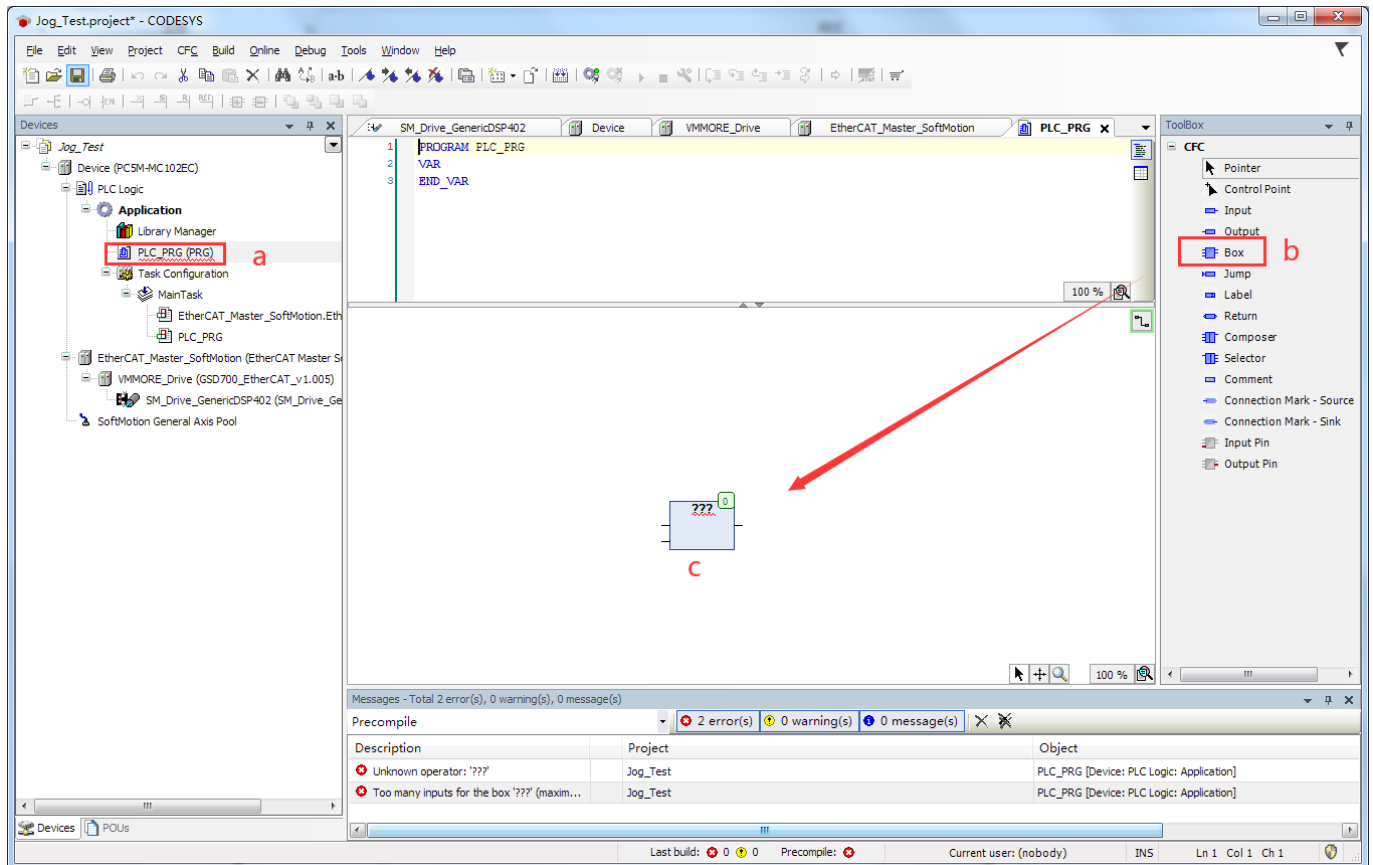 Jog_Test.project* - CODESYS
File Edit View Project CFC Build Online Debug Tools Window Help
Devices
Jog_Test
Device (PC5M-MC102EC)
PLC Logic
Application
Library Manager
PLC_PRG (PRG)
a
Task Configuration
MainTask
EtherCAT_Master_SoftMotion.Eth
PLC_PRG
EtherCAT_Master_SoftMotion (EtherCAT Master S
VMMORE_Drive (GSD700_EtherCAT_v1.005)
SM_Drive_GenericDSP402 (SM_Drive_Ge
SoftMotion General Axis Pool
Devices POUs
SM_Drive_GenericDSP402 Device VMMORE_Drive EtherCAT_Master_SoftMotion PLC_PRG
1 PROGRAM PLC_PRG
2 VAR
3 END_VAR
100 %
??? 0
c
100 %
ToolBox
CFC
Pointer
Control Point
Input
Output
Box
b
Jump
Label
Return
Composer
Selector
Comment
Connection Mark - Source
Connection Mark - Sink
Input Pin
Output Pin
Messages - Total 2 error(s), 0 warning(s), 0 message(s)
Precompile 2 error(s) 0 warning(s) 0 message(s)
Description Project Object
Unknown operator: '???' Jog_Test PLC_PRG [Device: PLC Logic: Application]
Too many inputs for the box '???' (maxim... Jog_Test PLC_PRG [Device: PLC Logic: Application]
Last build: 0 0 Precompile: Current user: (nobody) INS Ln 1 Col 1 Ch 1